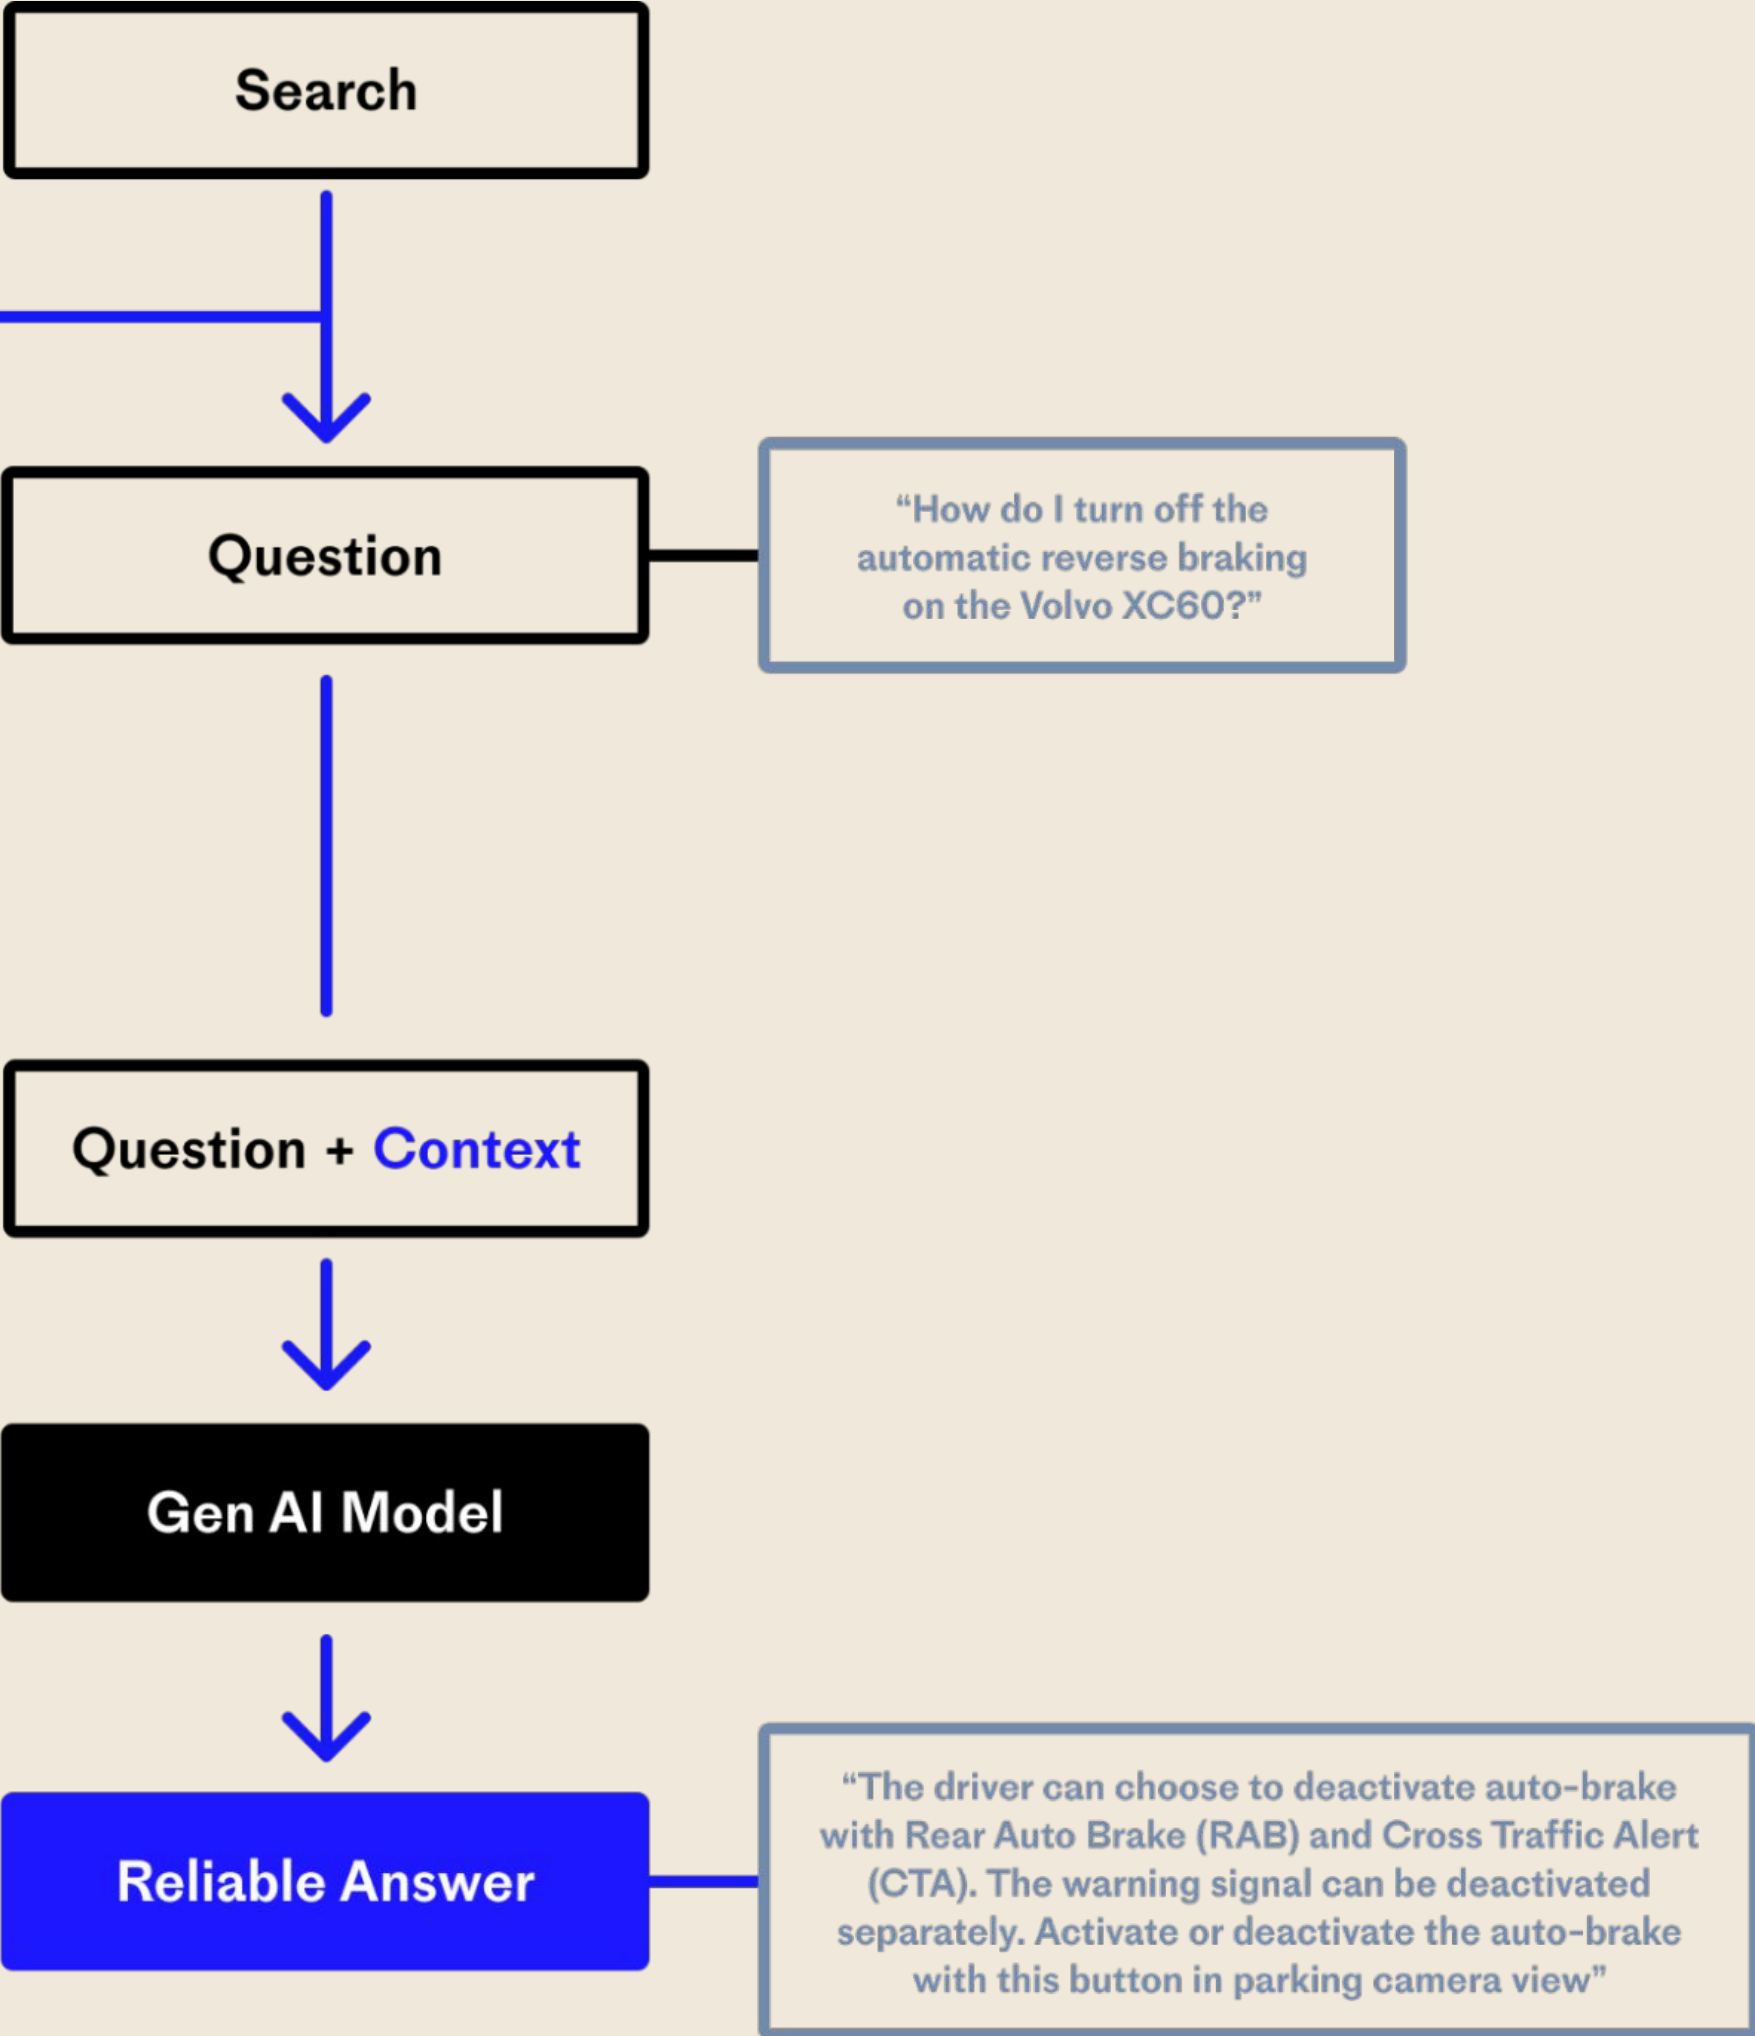 Search
Question
“How do I turn off the
automatic reverse braking
on the Volvo XC60?”
Question + Context
Gen AI Model
Reliable Answer
“The driver can choose to deactivate auto-brake
with Rear Auto Brake (RAB) and Cross Traffic Alert
(CTA). The warning signal can be deactivated
separately. Activate or deactivate the auto-brake
with this button in parking camera view”